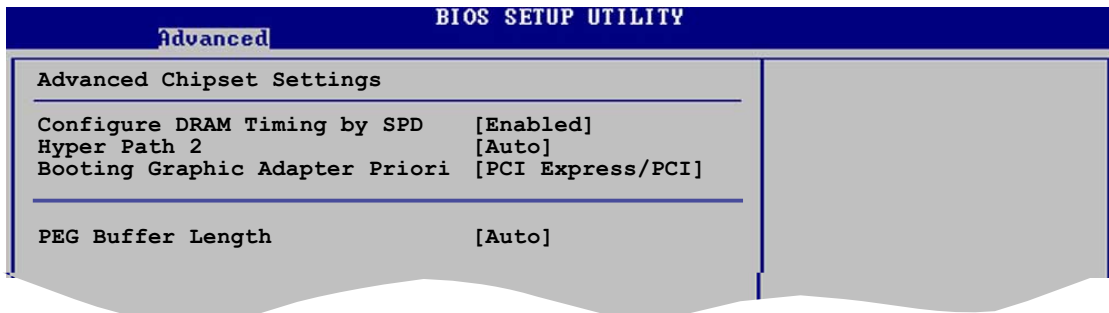 BIOS SETUP UTILITY
Advanced
Advanced Chipset Settings
Configure DRAM Timing by SPD [Enabled]
Hyper Path 2 [Auto]
Booting Graphic Adapter Priori [PCI Express/PCI]
PEG Buffer Length [Auto]